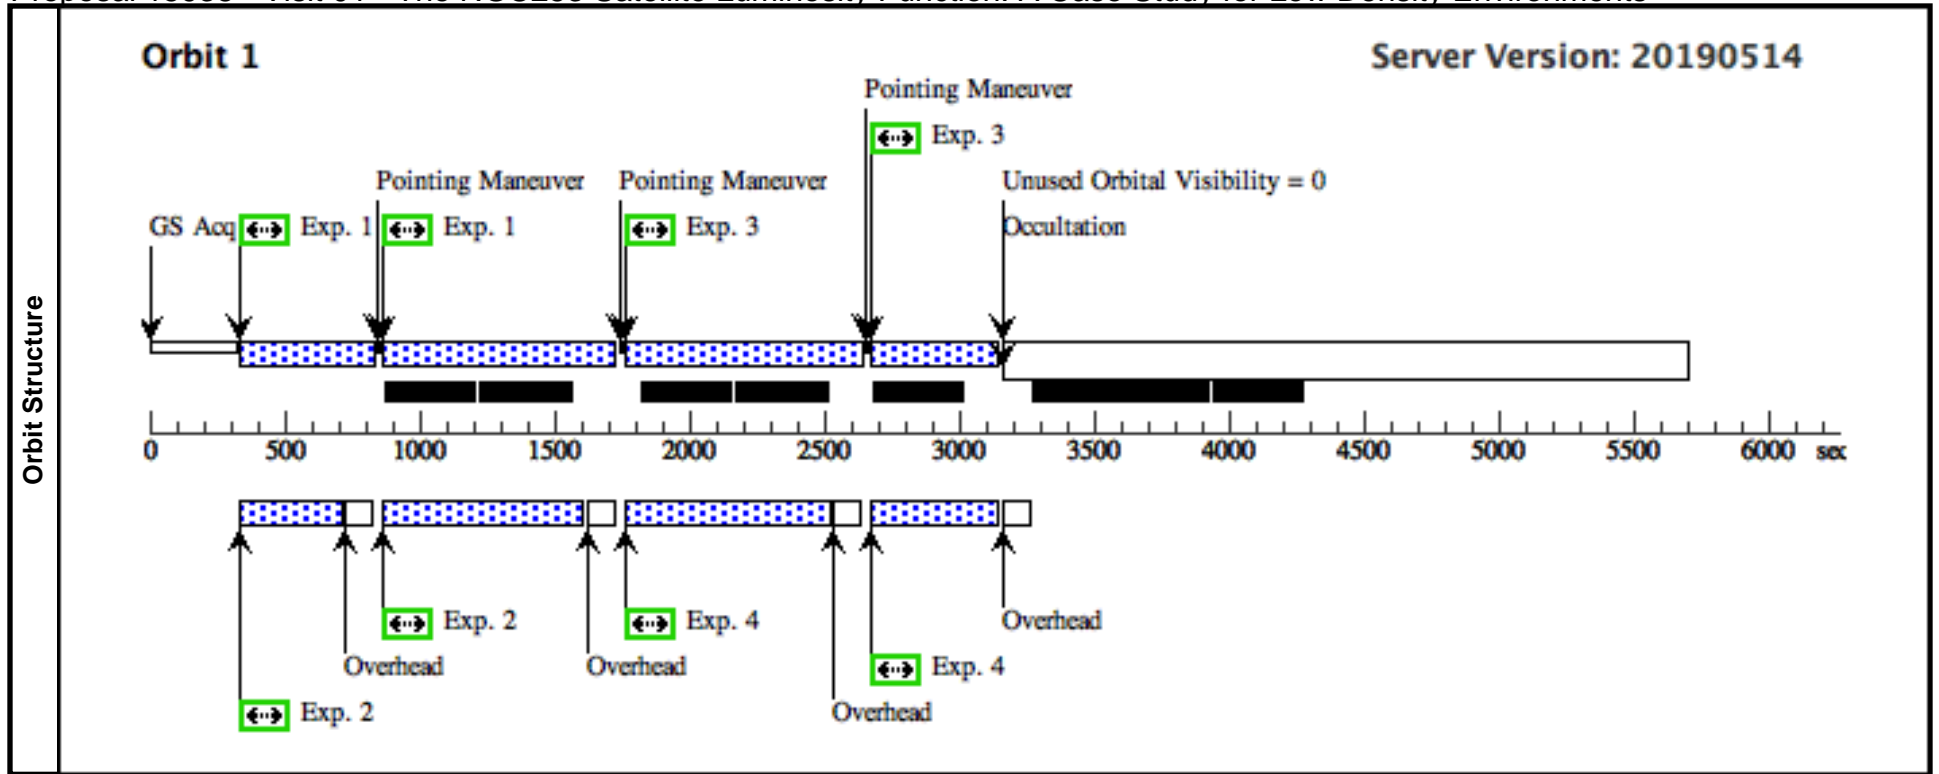 Orbit 1
Server Version: 20190514
Pointing Maneuver
Exp. 3
Pointing Maneuver
Pointing Maneuver
Unused Orbital Visibility = 0
GS Acq
Exp. 1
Exp. 1
Exp. 3
Occultation
Orbit Structure
0 500 1000 1500 2000 2500 3000 3500 4000 4500 5000 5500 6000 sec
Exp. 2
Exp. 4
Overhead
Overhead
Overhead
Exp. 4
Exp. 2
Overhead